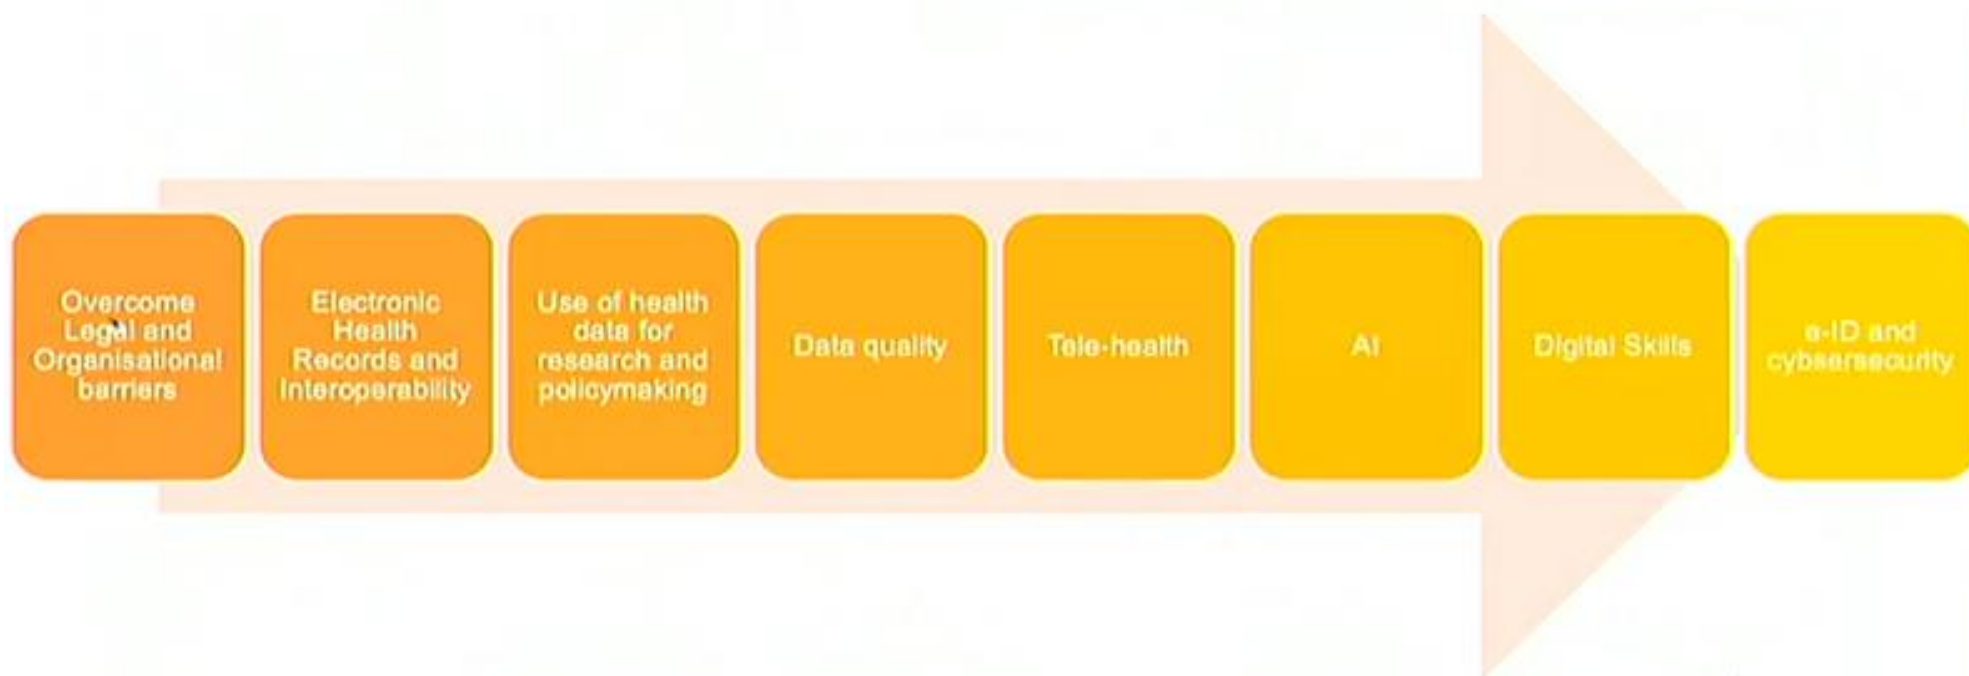 Overcome
Legal and
Organisational
barriers
Electronic
Health
Records and
Interoperability
Use of health
data for
research and
policymaking
Data quality
Tele-health
AI
Digital Skills
e-ID and
cybsersecurity